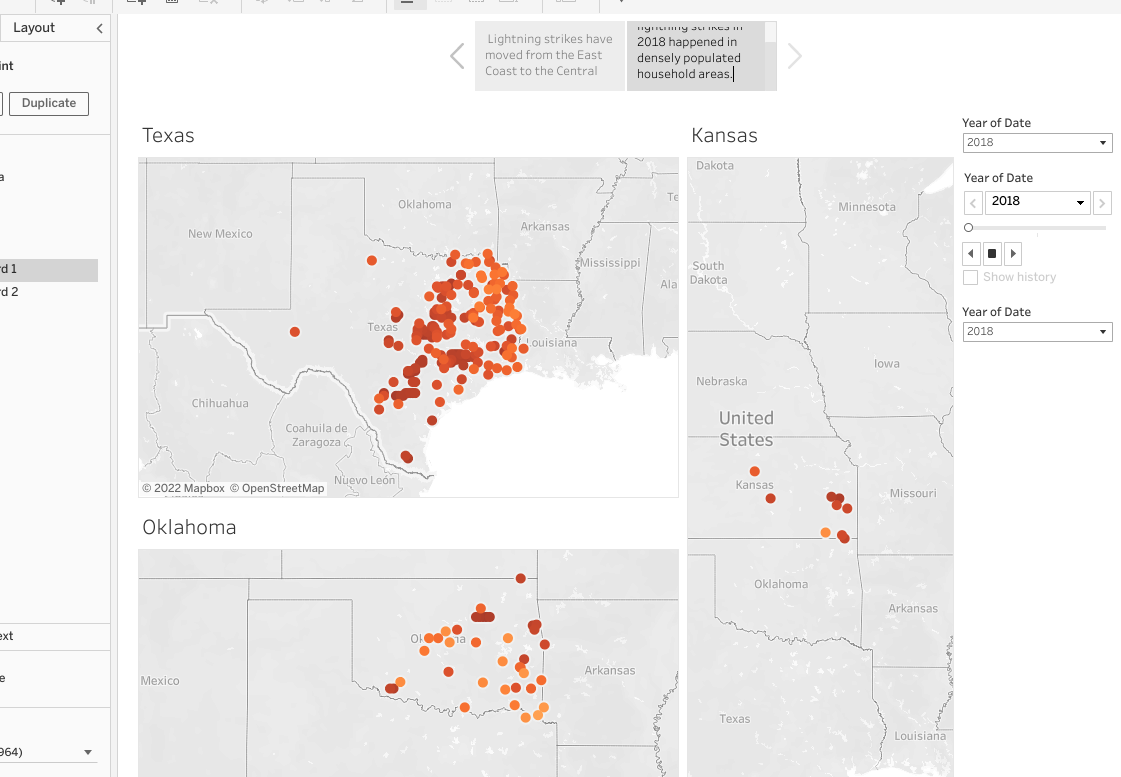 Layout
int
Duplicate
a
rd 1
rd 2
ext
e
964)
Lightning strikes have
moved from the East
Coast to the Central
lightning strikes in
2018 happened in
densely populated
household areas.
Texas
Oklahoma
New Mexico
Arkansas
Te
Mississippi
Ala
Texas
Louisiana
Chihuahua
Coahuila de
Zaragoza
Nuevo León
© 2022 Mapbox © OpenStreetMap
Oklahoma
Mexico
Arkansas
Kansas
Dakota
Minnesota
South
Dakota
Iowa
Nebraska
United
States
Kansas
Missouri
Oklahoma
Arkansas
Texas
Louisiana
Year of Date
2018
Year of Date
2018
Show history
Year of Date
2018